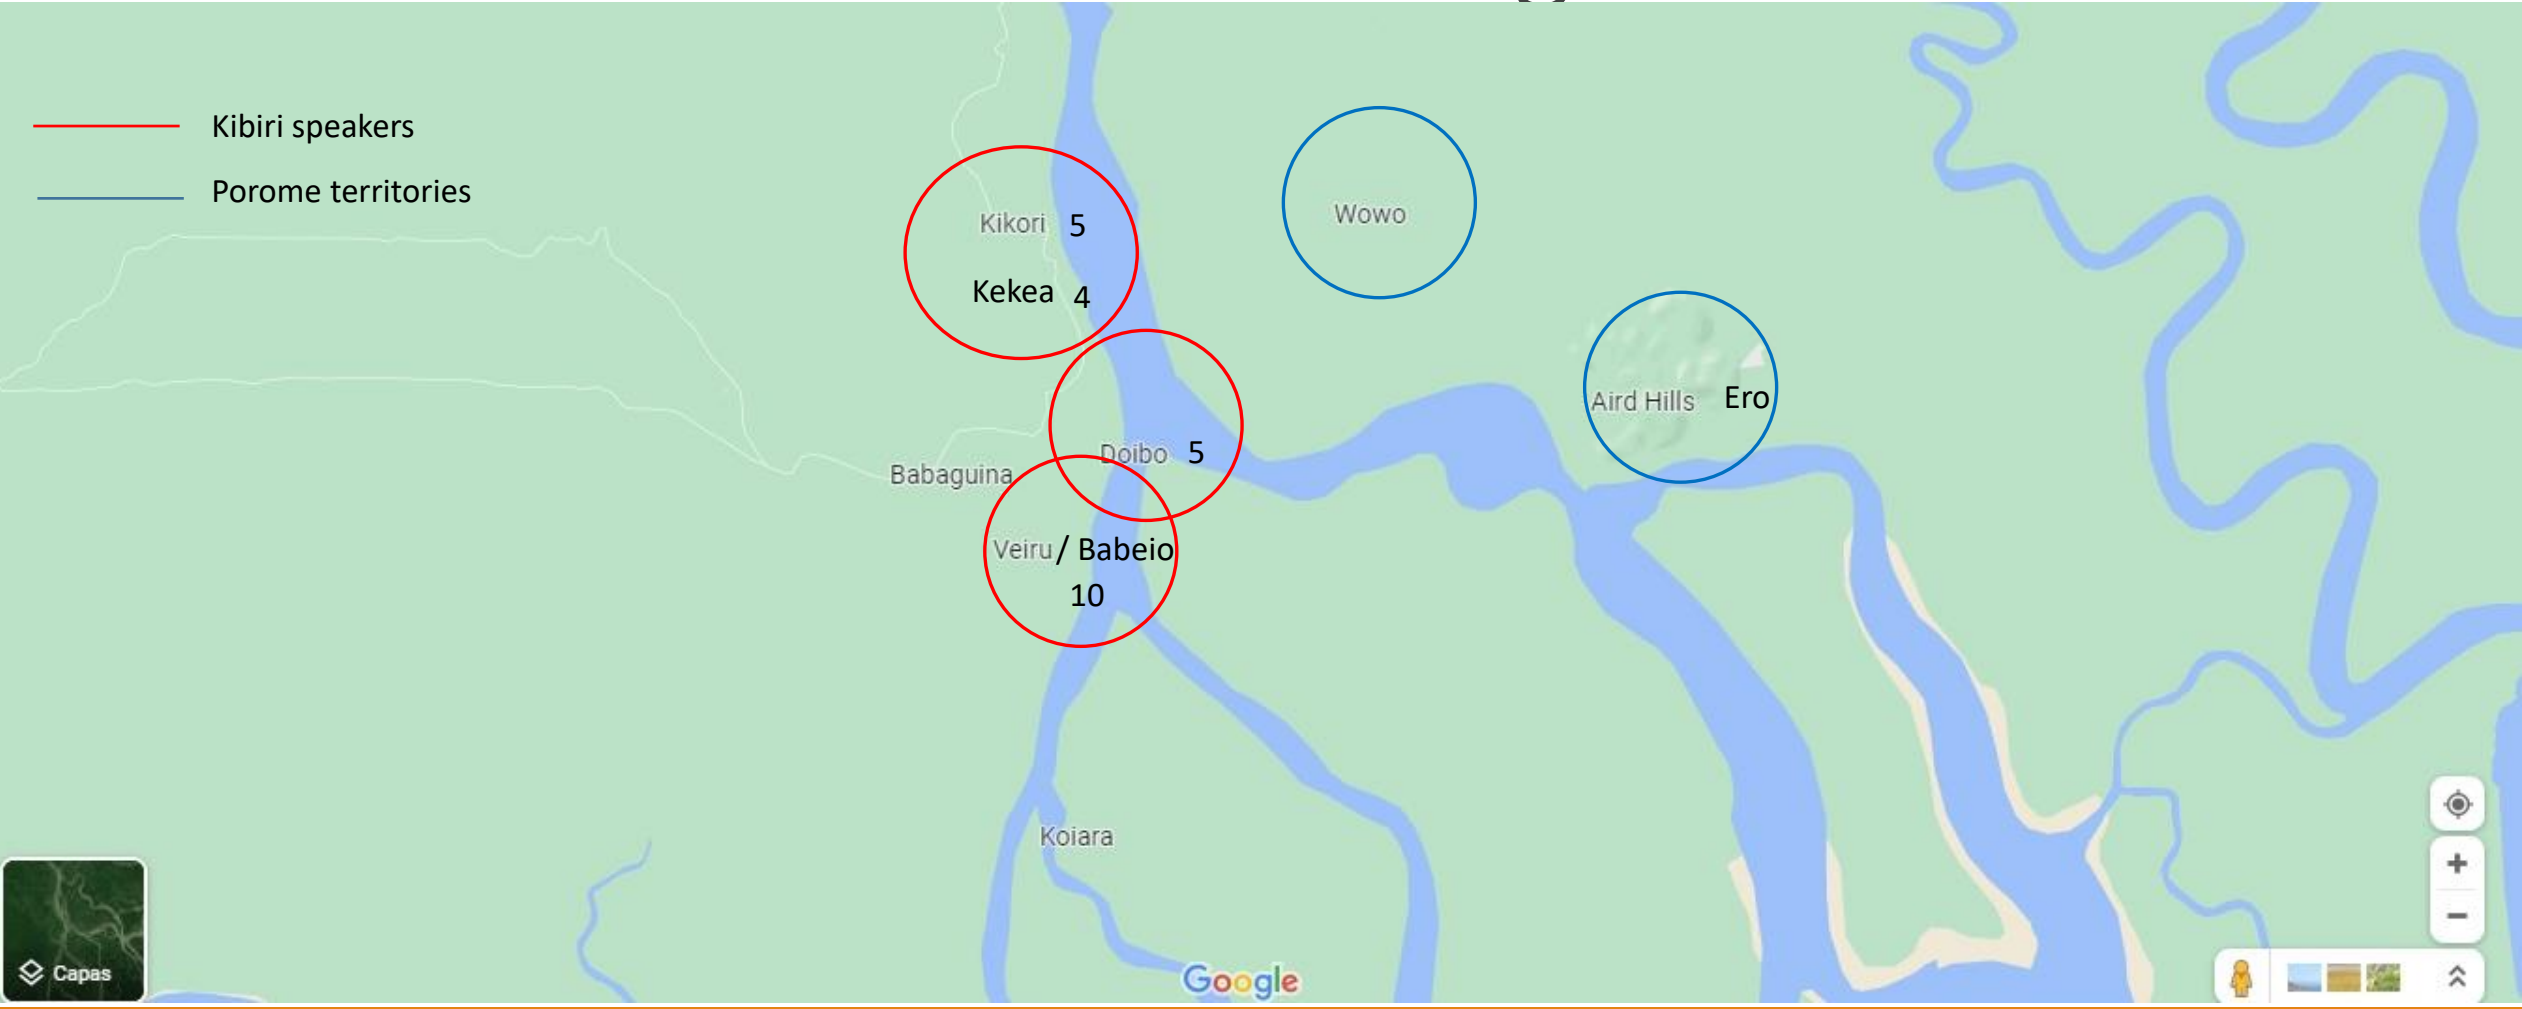 Kibiri speakers
Porome territories
Kikori 5
Kekea 4
Wowo
Aird Hills Ero
Doibo 5
Babaguina
Veiru / Babeio
10
Koiara
Capas
Google